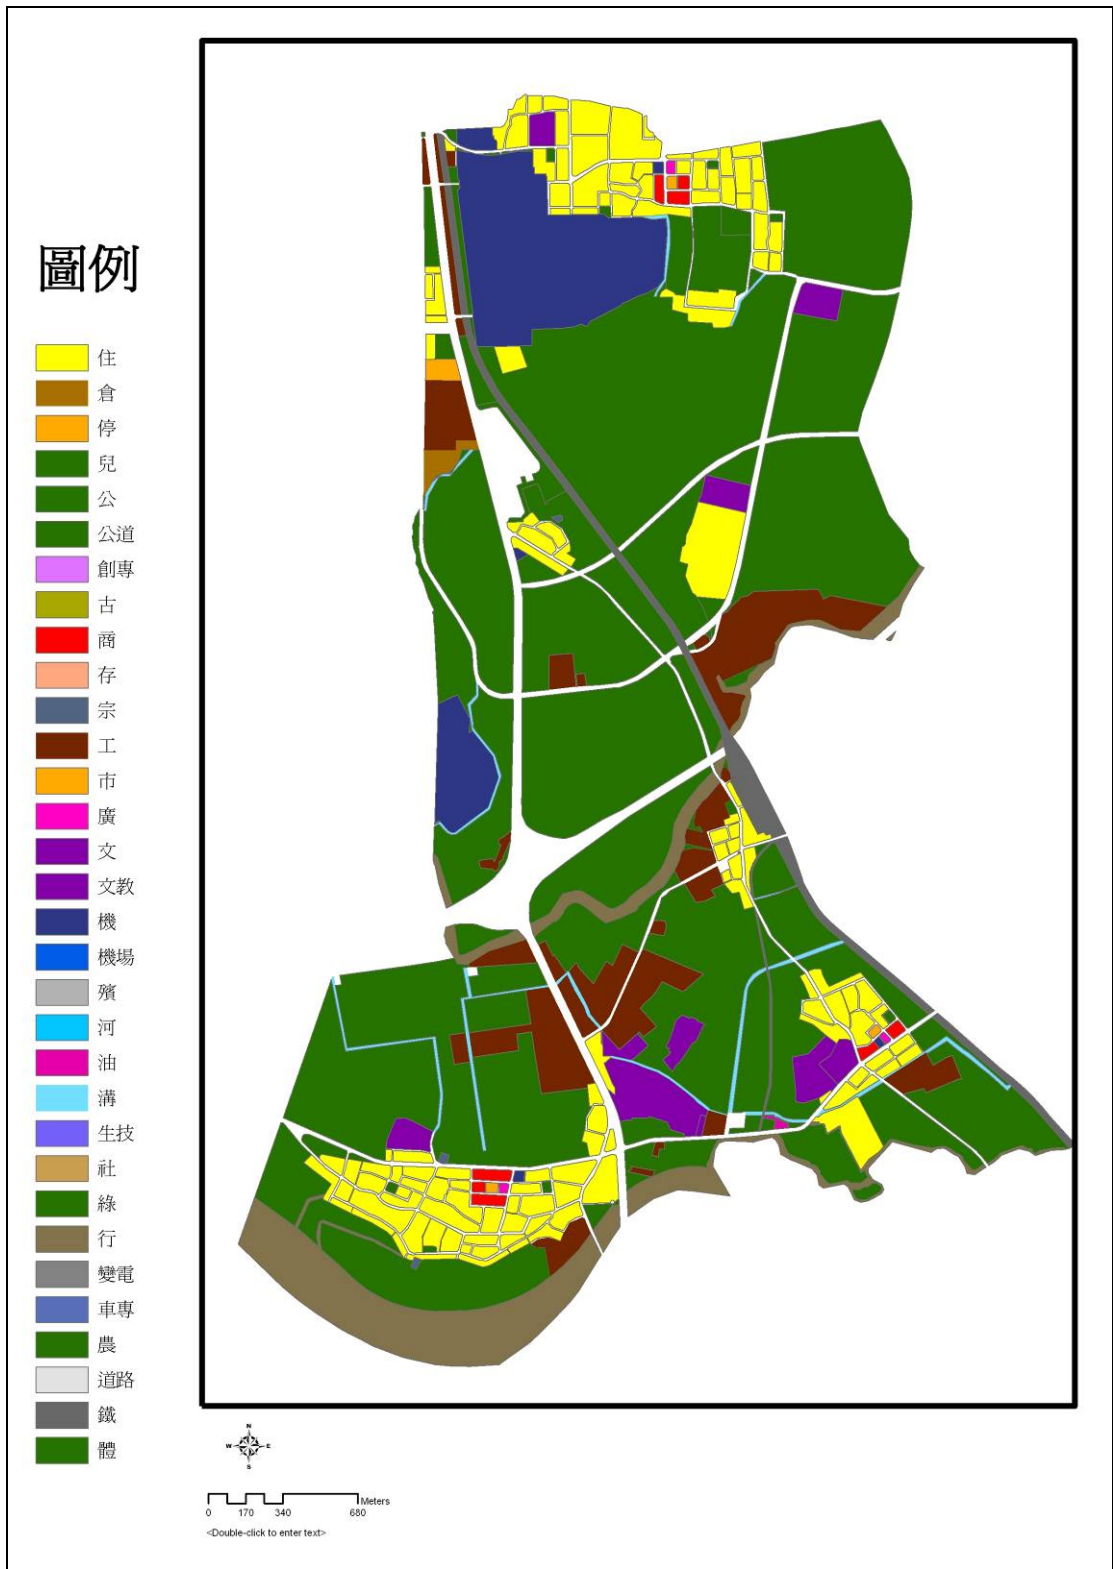 圖例
住
倉
停
兒
公
公道
創專
古
商
存
宗
工
市
廣
文
文教
機
機場
殯
河
油
溝
生技
社
綠
行
變電
車專
農
道路
鐵
體
N
W E
S
Meters
0 170 340 680
<Double-click to enter text>